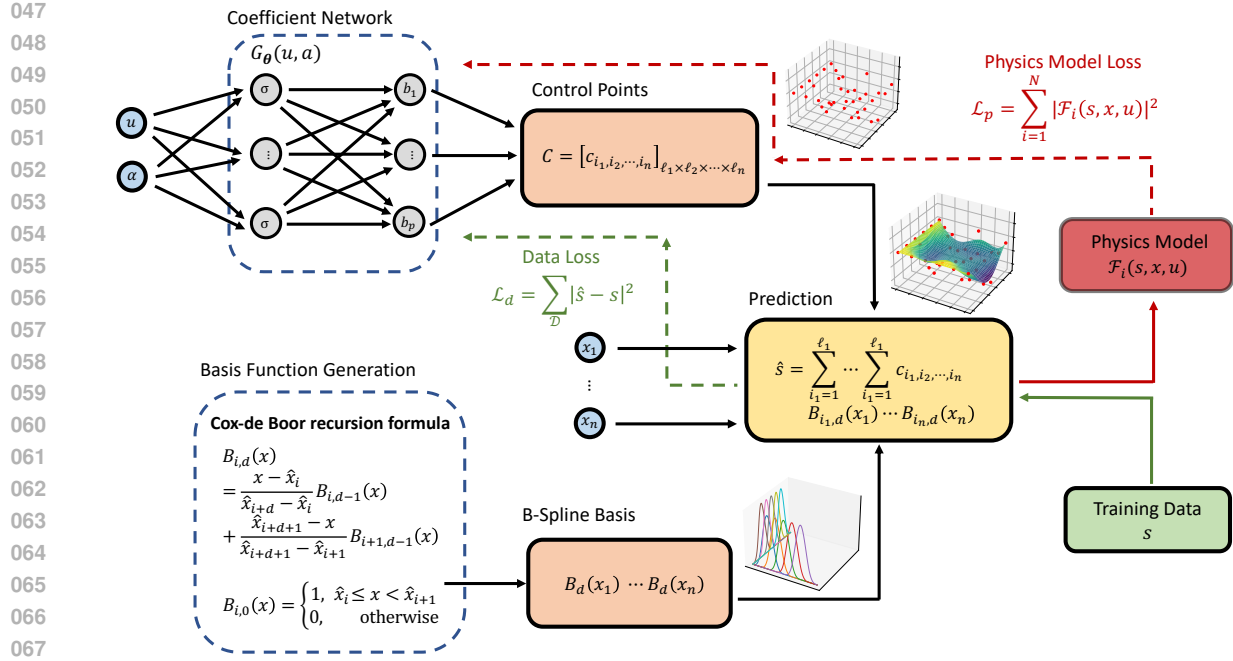 047
048
049
050
051
052
053
054
055
056
057
058
059
060
061
062
063
064
065
066
067
Coefficient Network
G_θ(u, a)
u
α
σ
⋮
σ
b_1
⋮
b_p
Control Points
C = [c_{i_1,i_2,⋯,i_n}]_{ℓ_1×ℓ_2×⋯×ℓ_n}
Physics Model Loss
ℒ_p = ∑_{i=1}^{N} |ℱ_i(s, x, u)|^2
Physics Model
ℱ_i(s, x, u)
Data Loss
ℒ_d = ∑_𝒟 |ŝ − s|^2
x_1
⋮
x_n
Prediction
ŝ = ∑_{i_1=1}^{ℓ_1} ⋯ ∑_{i_1=1}^{ℓ_1} c_{i_1,i_2,⋯,i_n}
B_{i_1,d}(x_1) ⋯ B_{i_n,d}(x_n)
Training Data
s
Basis Function Generation
Cox-de Boor recursion formula
B_{i,d}(x)
= \frac{x − x̂_i}{x̂_{i+d} − x̂_i} B_{i,d−1}(x)
+ \frac{x̂_{i+d+1} − x}{x̂_{i+d+1} − x̂_{i+1}} B_{i+1,d−1}(x)
B_{i,0}(x) = { 1, x̂_i ≤ x < x̂_{i+1}
0, otherwise
B-Spline Basis
B_d(x_1) ⋯ B_d(x_n)